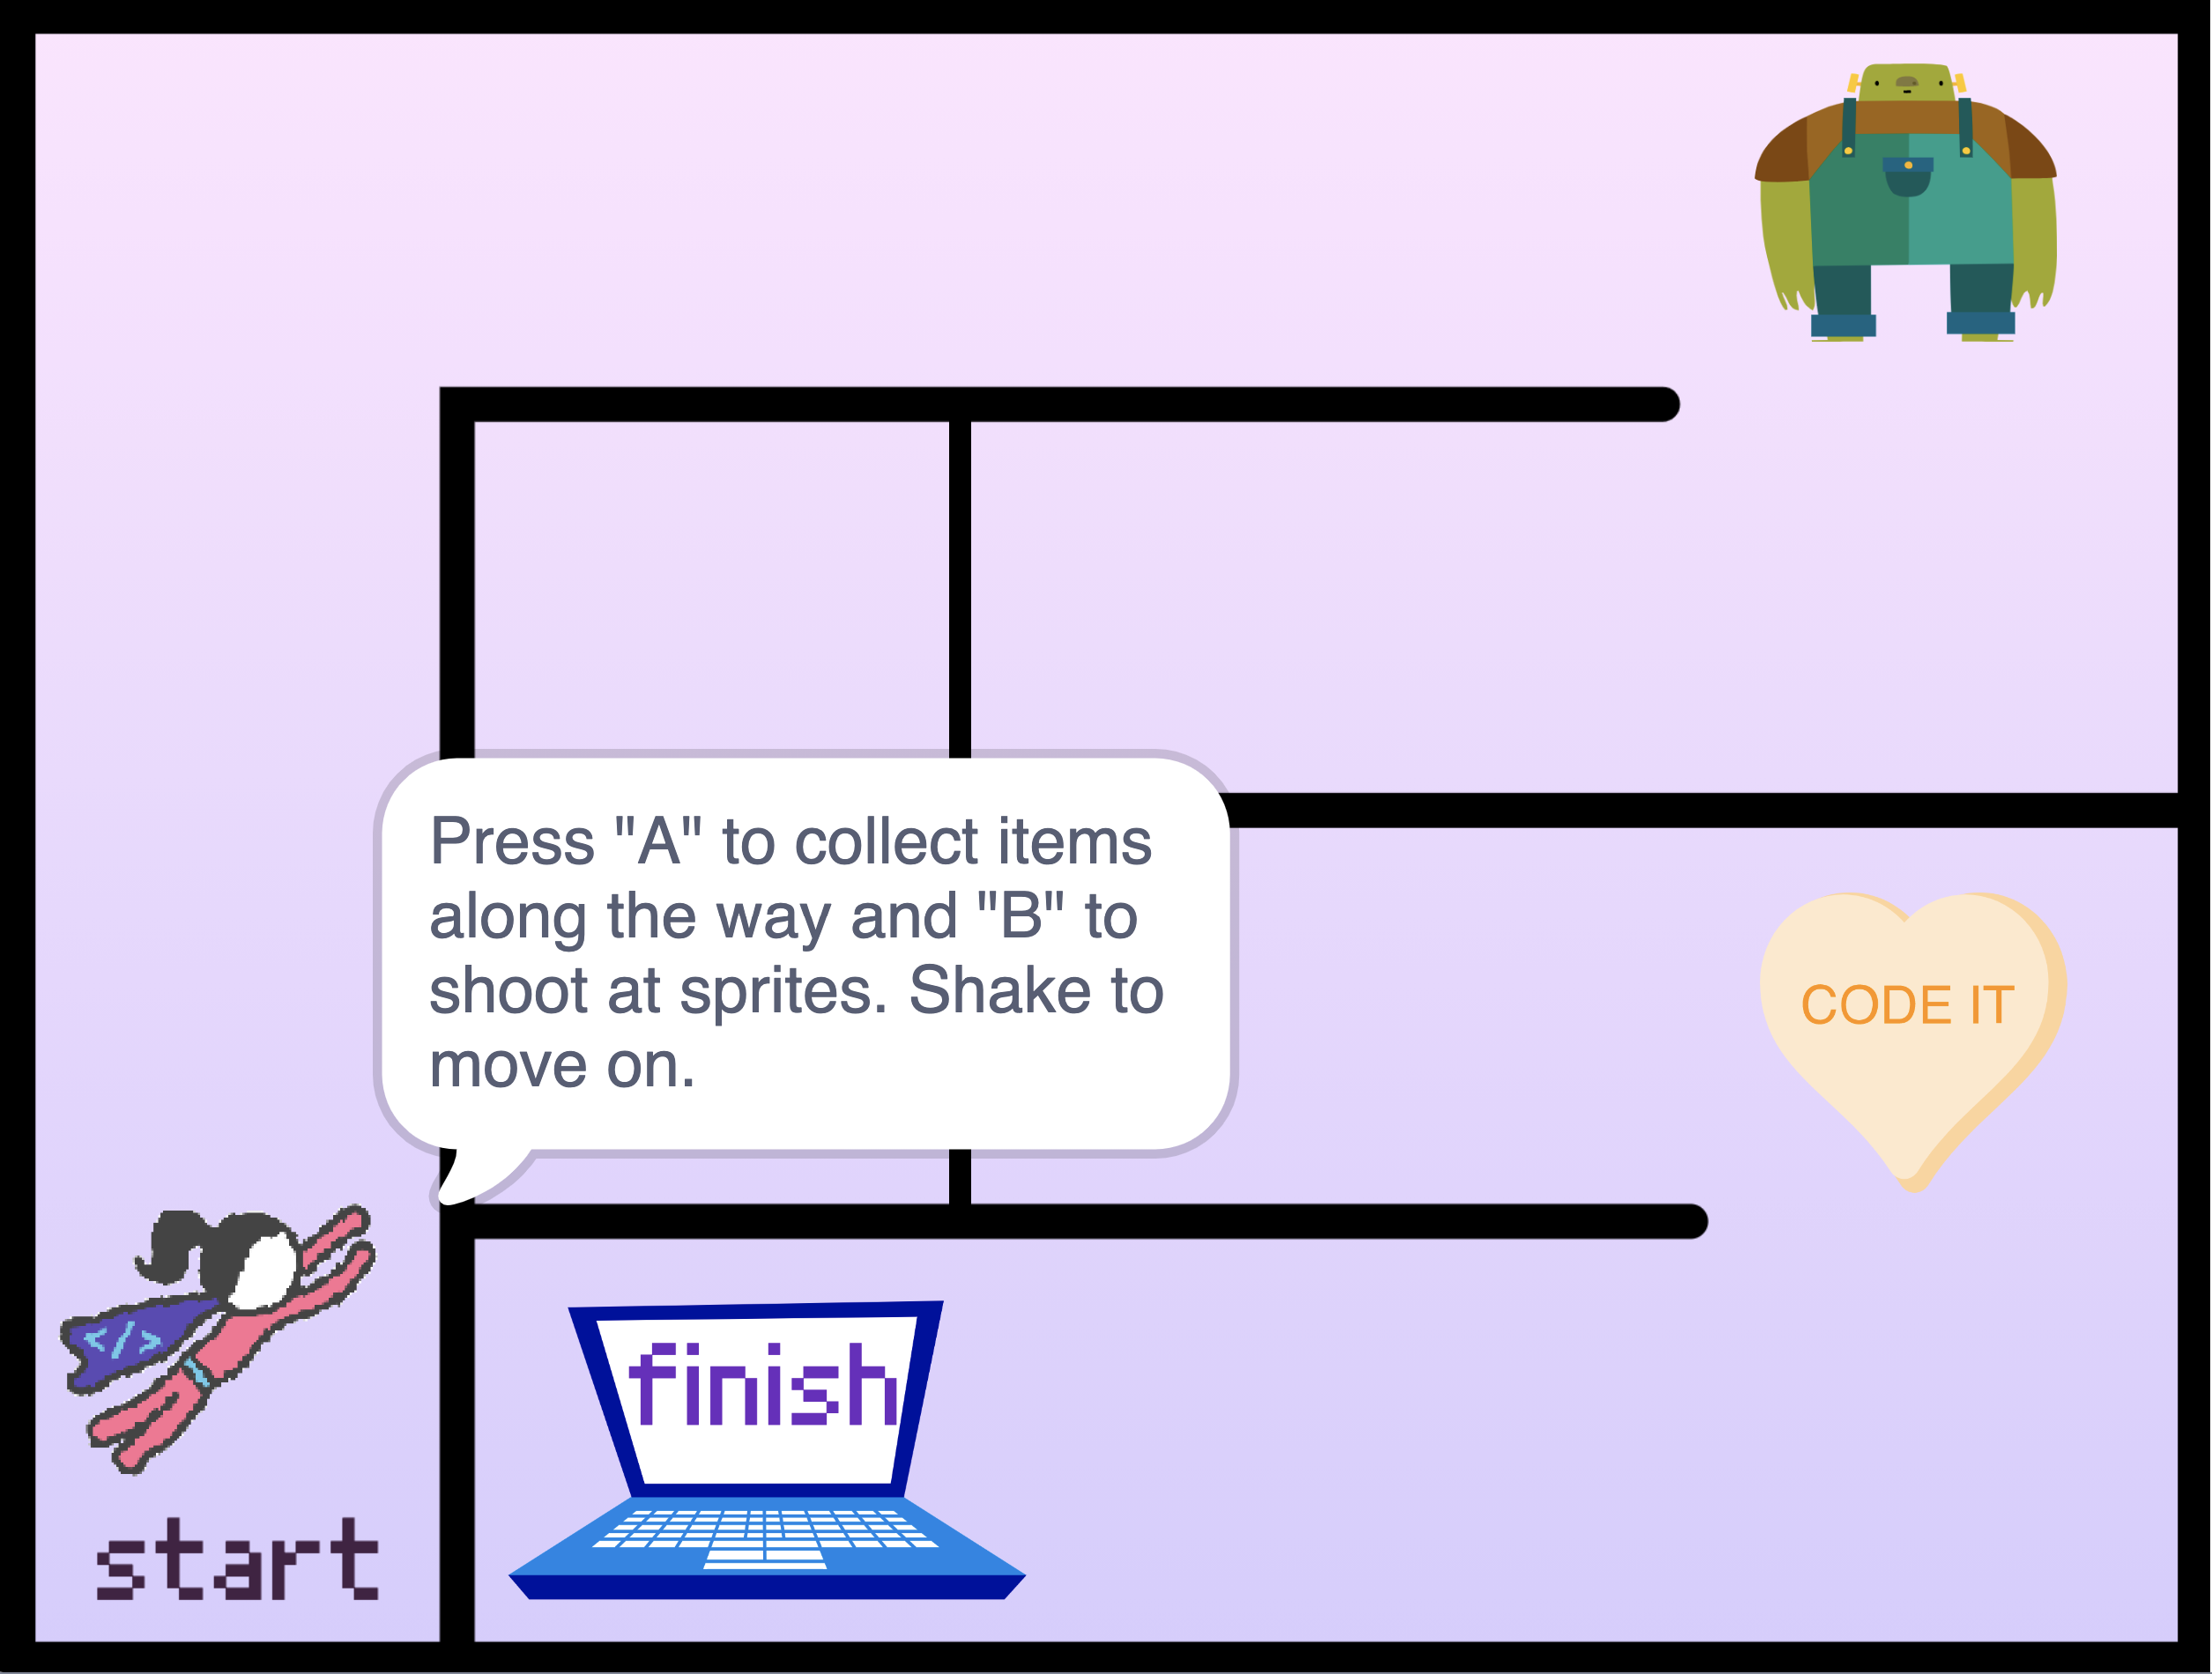 Press "A" to collect items
along the way and "B" to
shoot at sprites. Shake to
move on.
CODE IT
</>
finish
start